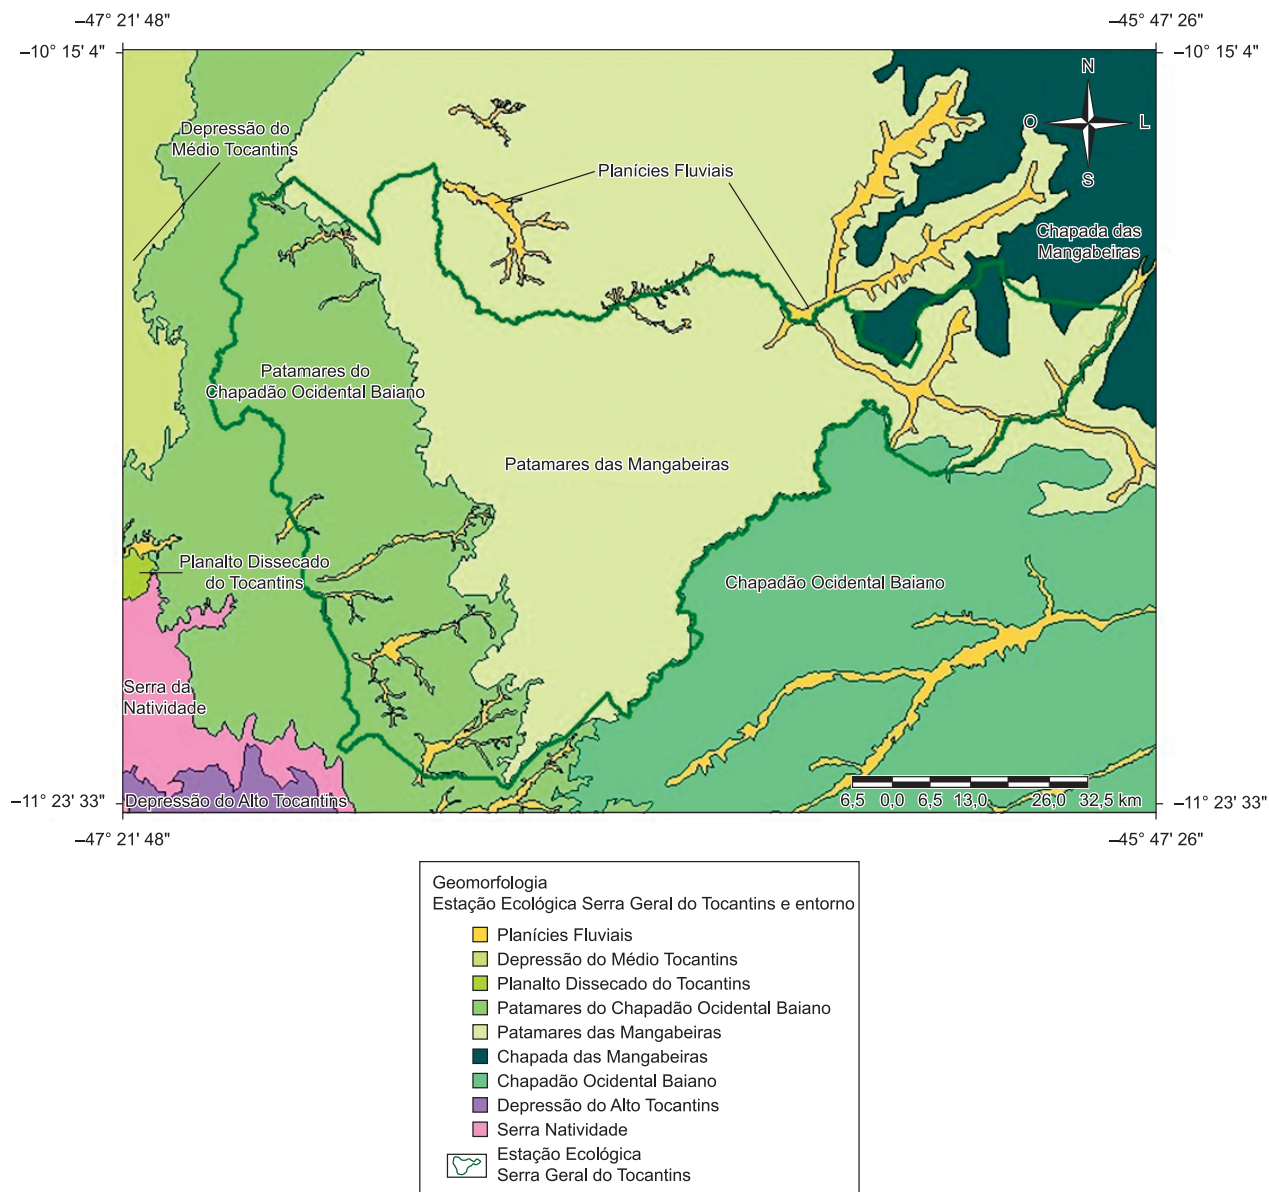 –47° 21' 48"
–45° 47' 26"
–10° 15' 4"
–10° 15' 4"
N
O
L
S
Depressão do
Médio Tocantins
Planícies Fluviais
Chapada das
Mangabeiras
Patamares do
Chapadão Ocidental Baiano
Patamares das Mangabeiras
Planalto Dissecado
do Tocantins
Chapadão Ocidental Baiano
Serra da
Natividade
Depressão do Alto Tocantins
6,5 0,0 6,5 13,0 26,0 32,5 km
–11° 23' 33"
–11° 23' 33"
–47° 21' 48"
–45° 47' 26"
Geomorfologia
Estação Ecológica Serra Geral do Tocantins e entorno
Planícies Fluviais
Depressão do Médio Tocantins
Planalto Dissecado do Tocantins
Patamares do Chapadão Ocidental Baiano
Patamares das Mangabeiras
Chapada das Mangabeiras
Chapadão Ocidental Baiano
Depressão do Alto Tocantins
Serra Natividade
Estação Ecológica
Serra Geral do Tocantins